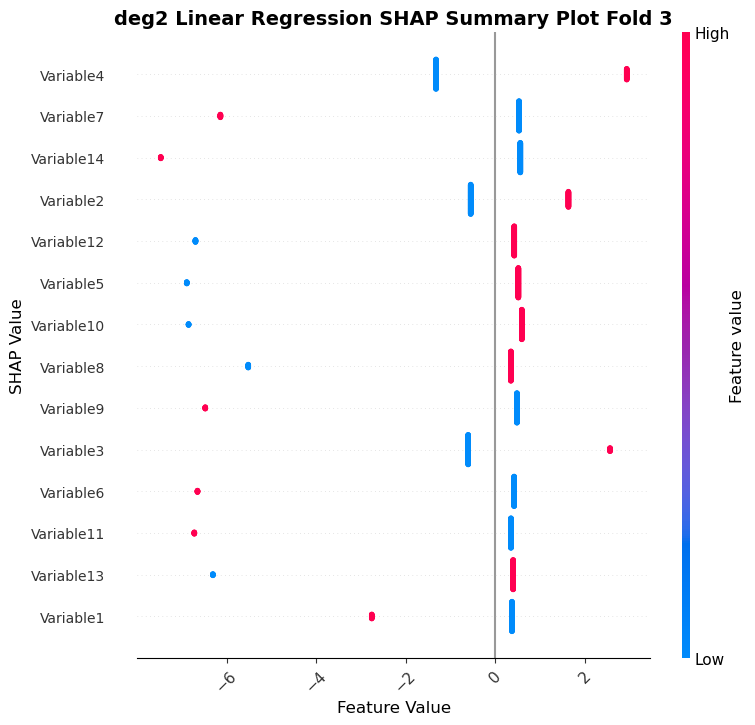 deg2 Linear Regression SHAP Summary Plot Fold 3
High
Variable4
Variable7
Variable14
Variable2
Variable12
Variable5
Variable10
Variable8
Variable9
Variable3
Variable6
Variable11
Variable13
Variable1
SHAP Value
Feature value
Low
−6
−4
−2
0
2
Feature Value